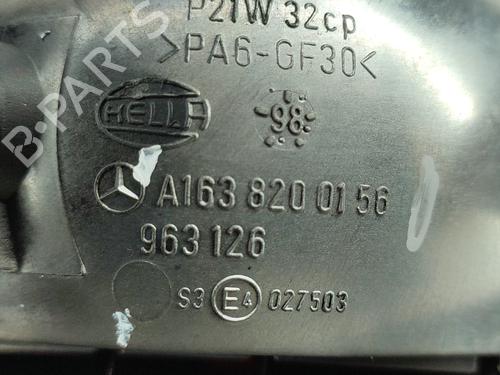 P21W 32cp
>PA6-GF30<
HELLA
98
A163 820 01 56
963 126
S3 E4 027503
B-PARTS